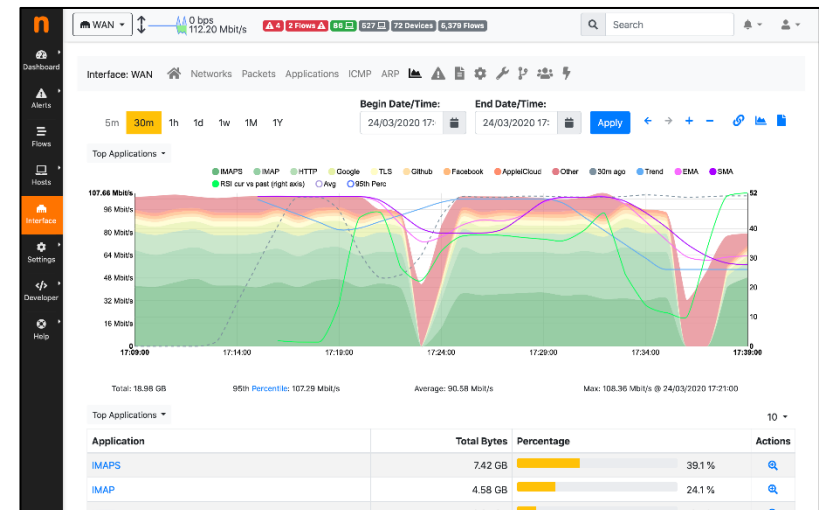 n
WAN
0 bps
112.20 Mbit/s
4
2 Flows
86
527
72 Devices
5,379 Flows
Search
Dashboard
Alerts
Flows
Hosts
Interface
Settings
Developer
Help
Interface: WAN
Networks
Packets
Applications
ICMP
ARP
5m
30m
1h
1d
1w
1M
1Y
Begin Date/Time:
24/03/2020 17:
End Date/Time:
24/03/2020 17:
Apply
Top Applications
IMAPS
IMAP
HTTP
Google
TLS
Github
Facebook
AppleiCloud
Other
30m ago
Trend
EMA
SMA
RSI cur vs past (right axis)
Avg
95th Perc
107.66 Mbit/s
96 Mbit/s
80 Mbit/s
64 Mbit/s
48 Mbit/s
32 Mbit/s
16 Mbit/s
0
52
40
30
20
10
0
17:09:00
17:14:00
17:19:00
17:24:00
17:29:00
17:34:00
17:39:00
Total: 18.98 GB
95th Percentile: 107.29 Mbit/s
Average: 90.58 Mbit/s
Max: 108.36 Mbit/s @ 24/03/2020 17:21:00
Top Applications
10
Application
Total Bytes
Percentage
Actions
IMAPS
7.42 GB
39.1 %
IMAP
4.58 GB
24.1 %